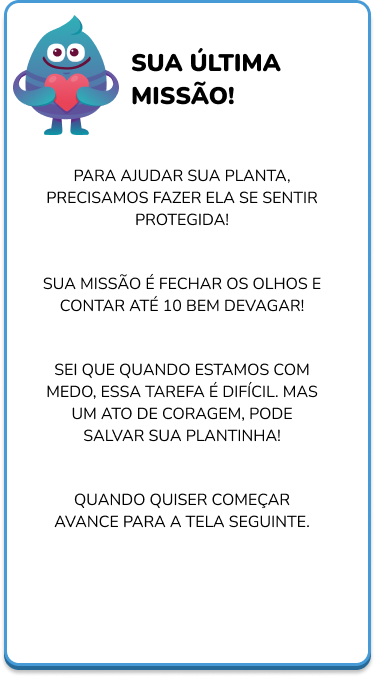 SUA ÚLTIMA
MISSÃO!
PARA AJUDAR SUA PLANTA,
PRECISAMOS FAZER ELA SE SENTIR
PROTEGIDA!
SUA MISSÃO É FECHAR OS OLHOS E
CONTAR ATÉ 10 BEM DEVAGAR!
SEI QUE QUANDO ESTAMOS COM
MEDO, ESSA TAREFA É DIFÍCIL. MAS
UM ATO DE CORAGEM, PODE
SALVAR SUA PLANTINHA!
QUANDO QUISER COMEÇAR
AVANCE PARA A TELA SEGUINTE.